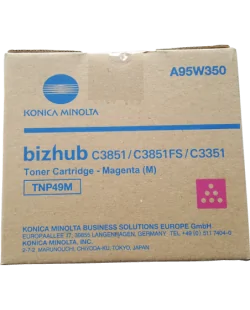 A95W350
KONICA MINOLTA
bizhub C3851/C3851FS/C3351
Toner Cartridge - Magenta (M)
TNP49M
KONICA MINOLTA BUSINESS SOLUTIONS EUROPE GmbH
EUROPAALLEE 17, 30855 LANGENHAGEN, GERMANY
KONICA MINOLTA, INC.
2-7-2 MARUNOUCHI, CHIYODA-KU, TOKYO, JAPAN